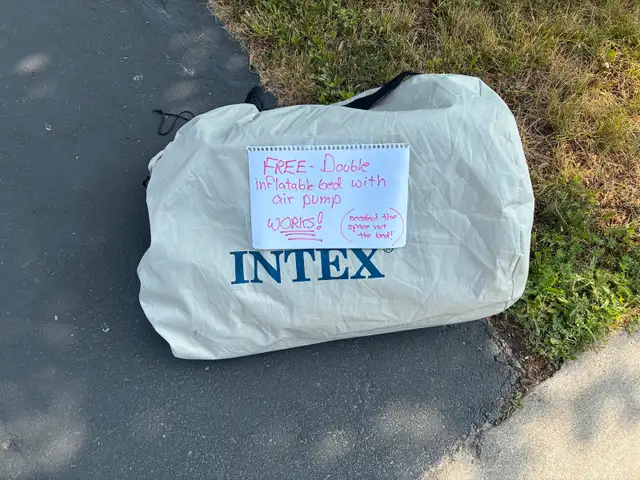 FREE - Double
inflatable bed with
air pump
WORKS!
(needed the
space not
the bed!)
INTEX®